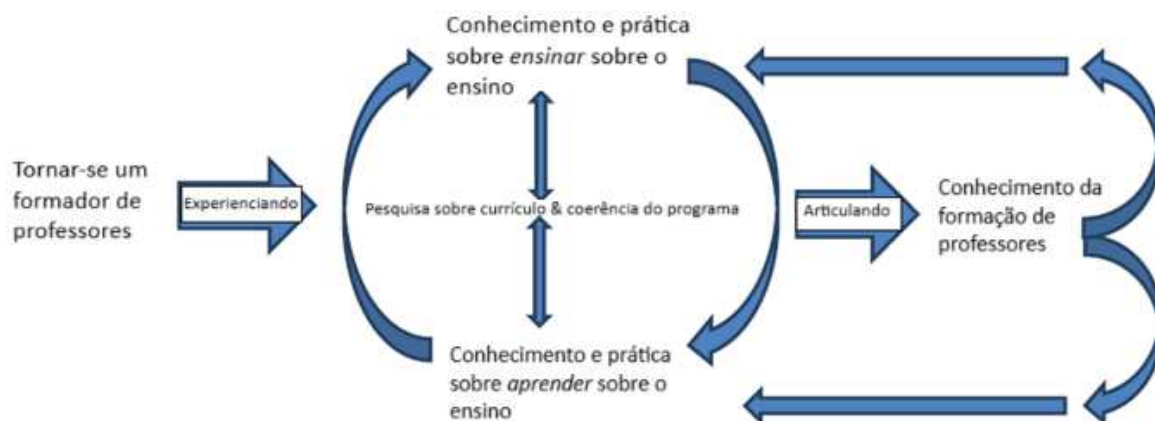 Conhecimento e prática
sobre ensinar sobre o
ensino
Tornar-se um
formador de
professores
Experienciando
Pesquisa sobre currículo & coerência do programa
Articulando
Conhecimento da
formação de
professores
Conhecimento e prática
sobre aprender sobre o
ensino